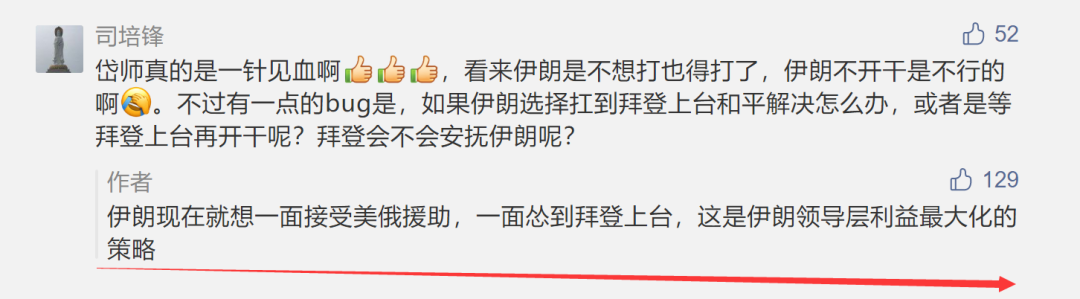 司培锋
52
岱师真的是一针见血啊👍👍👍，看来伊朗是不想打也得打了，伊朗不开干是不行的
啊🤣。不过有一点的bug是，如果伊朗选择扛到拜登上台和平解决怎么办，或者是等
拜登上台再开干呢？拜登会不会安抚伊朗呢？
作者
129
伊朗现在就想一面接受美俄援助，一面怂到拜登上台，这是伊朗领导层利益最大化的
策略